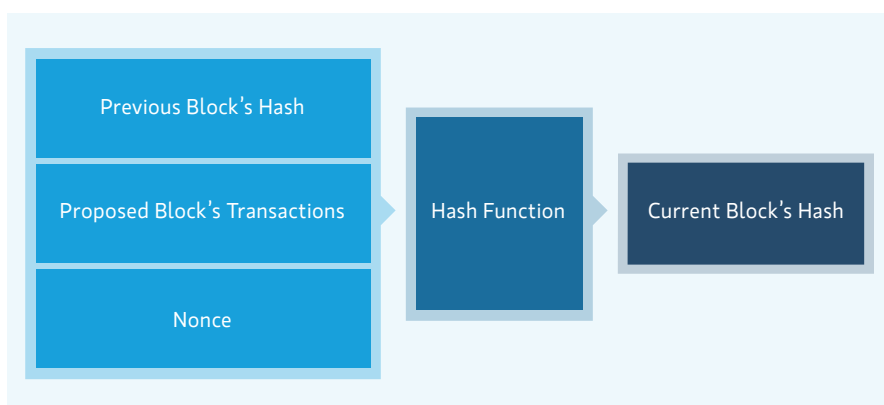 Previous Block’s Hash
Proposed Block’s Transactions
Nonce
Hash Function
Current Block’s Hash